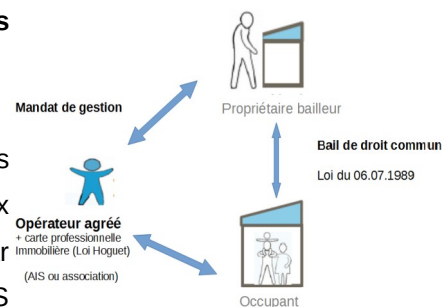 s
Mandat de gestion
Propriétaire bailleur
Bail de droit commun
Loi du 06.07.1989
s
x
r
S
Opérateur agréé
+ carte professionnelle
Immobilière (Loi Hoguet)
(AIS ou association)
Occupant